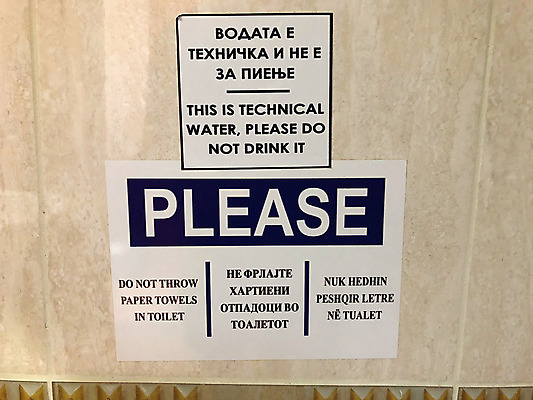 ВОДАТА Е
ТЕХНИЧКА И НЕ Е
ЗА ПИЕЊЕ
THIS IS TECHNICAL
WATER, PLEASE DO
NOT DRINK IT
PLEASE
DO NOT THROW
PAPER TOWELS
IN TOILET
НЕ ФРЛАЈТЕ
ХАРТИЕНИ
ОТПАДОЦИ ВО
ТОАЛЕТОТ
NUK HEDHIN
PESHQIR LETRE
NË TUALET